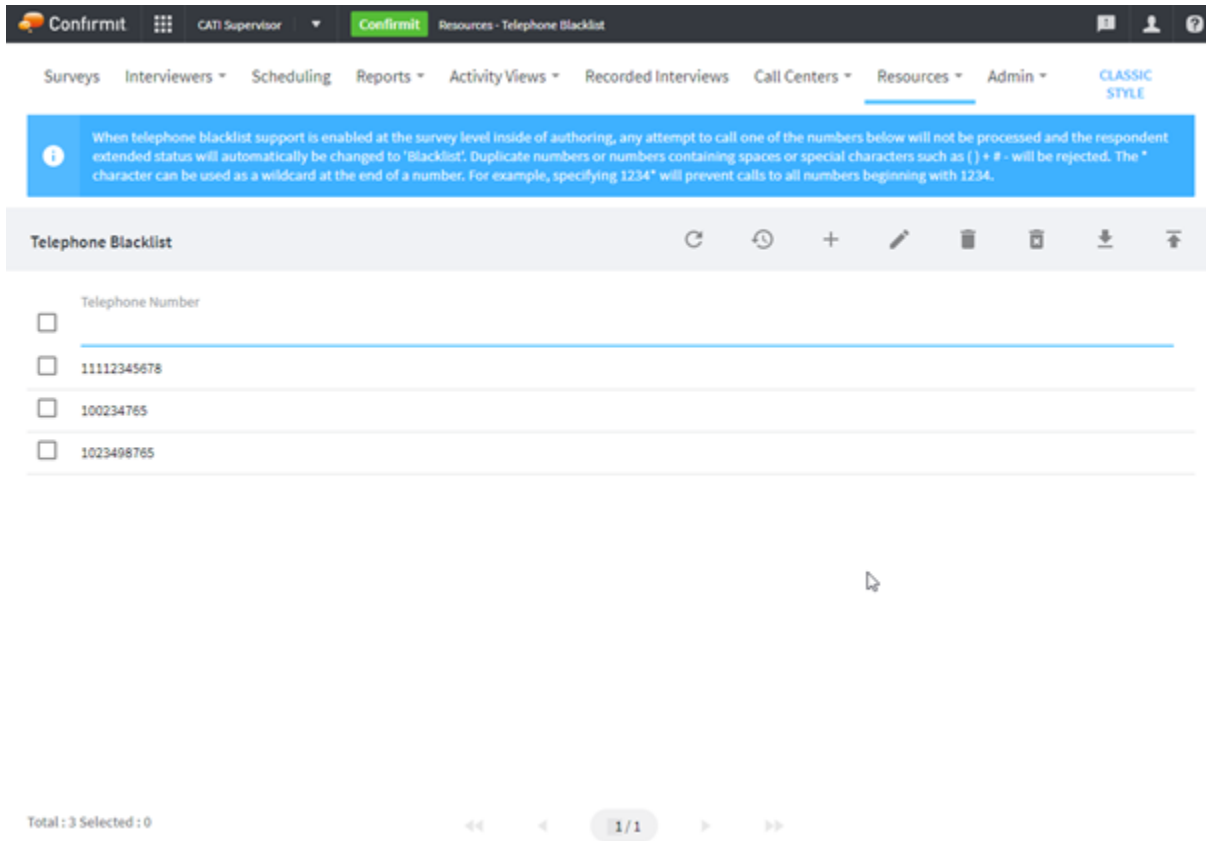 Confirmit CATI Supervisor Confirmit Resources - Telephone Blacklist
Surveys Interviewers Scheduling Reports Activity Views Recorded Interviews Call Centers Resources Admin CLASSIC
STYLE
When telephone blacklist support is enabled at the survey level inside of authoring, any attempt to call one of the numbers below will not be processed and the respondent
extended status will automatically be changed to 'Blacklist'. Duplicate numbers or numbers containing spaces or special characters such as ( ) + # - will be rejected. The *
character can be used as a wildcard at the end of a number. For example, specifying 1234* will prevent calls to all numbers beginning with 1234.
Telephone Blacklist
Telephone Number
11112345678
100234765
1023498765
Total : 3 Selected : 0 1 / 1